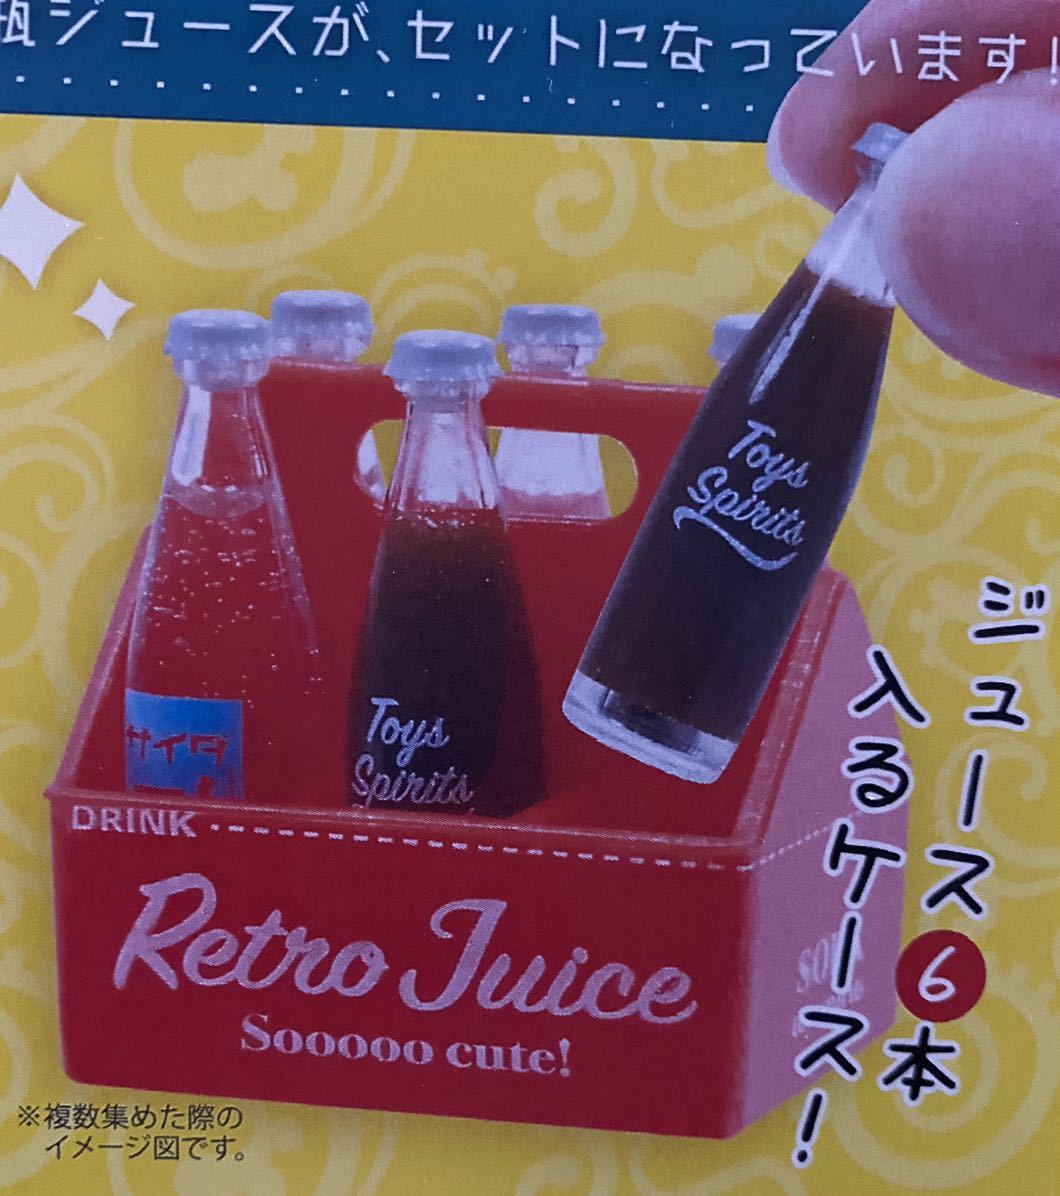 瓶ジュースが、セットになっています!
ジュース6本
入るケース!
Toys
Spirits
Toys
Spirits
サイダー
DRINK
Retro Juice
Sooooo cute!
※複数集めた際の
イメージ図です。